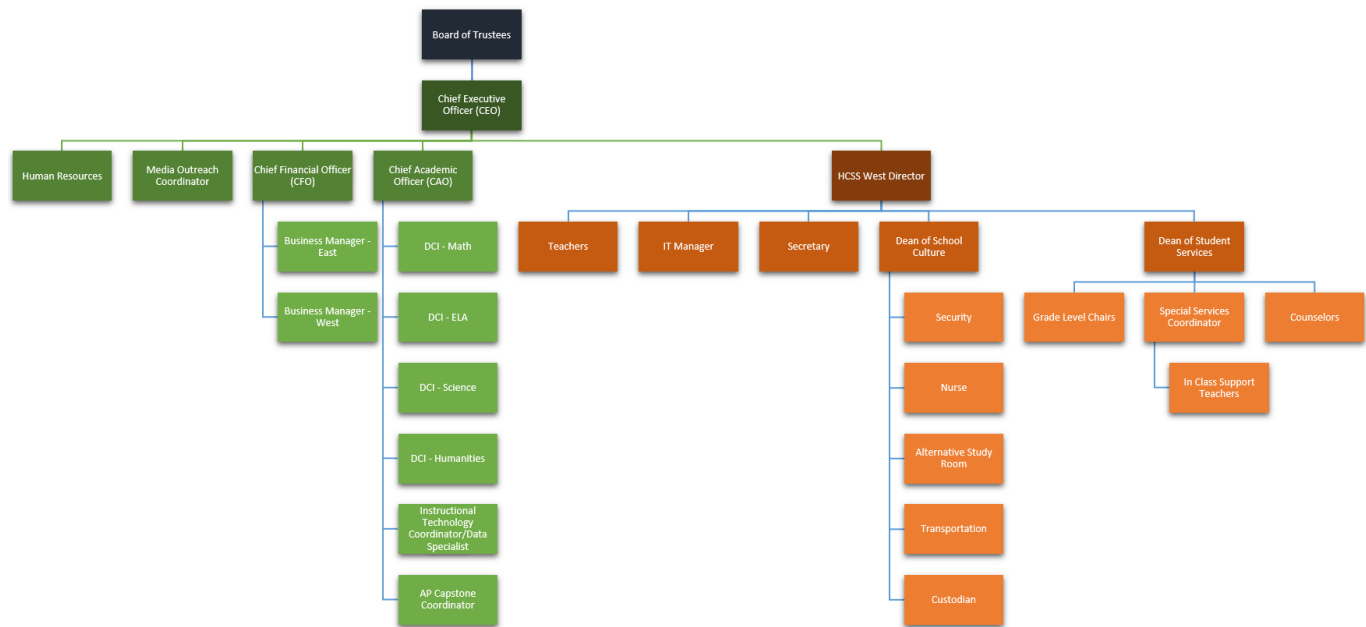 Board of Trustees
Chief Executive
Officer (CEO)
Human Resources
Media Outreach
Coordinator
Chief Financial Officer
(CFO)
Chief Academic
Officer (CAO)
HCSS West Director
Business Manager -
East
DCI - Math
Teachers
IT Manager
Secretary
Dean of School
Culture
Dean of Student
Services
Business Manager -
West
DCI - ELA
Security
Grade Level Chairs
Special Services
Coordinator
Counselors
DCI - Science
Nurse
In Class Support
Teachers
DCI - Humanities
Alternative Study
Room
Instructional
Technology
Coordinator/Data
Specialist
Transportation
AP Capstone
Coordinator
Custodian